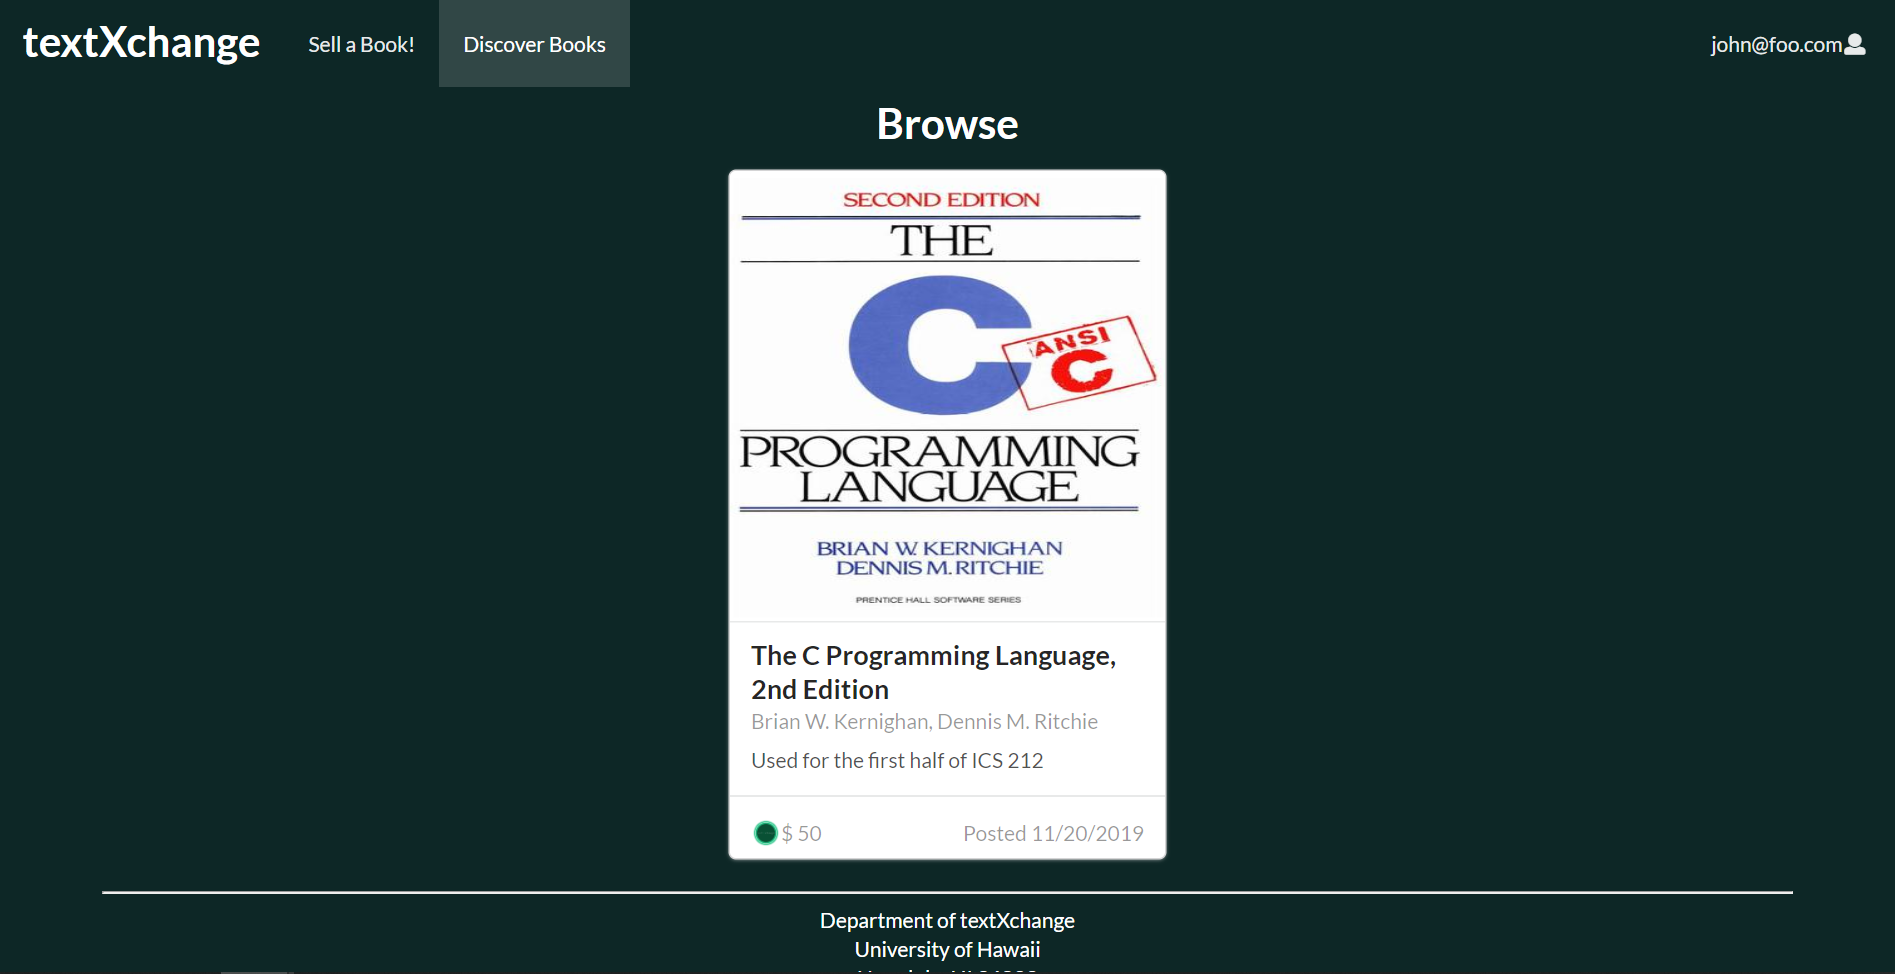 textXchange Sell a Book! Discover Books john@foo.com
Browse
SECOND EDITION
THE
C
ANSI
C
PROGRAMMING
LANGUAGE
BRIAN W. KERNIGHAN
DENNIS M. RITCHIE
PRENTICE HALL SOFTWARE SERIES
The C Programming Language,
2nd Edition
Brian W. Kernighan, Dennis M. Ritchie
Used for the first half of ICS 212
$ 50 Posted 11/20/2019
Department of textXchange
University of Hawaii